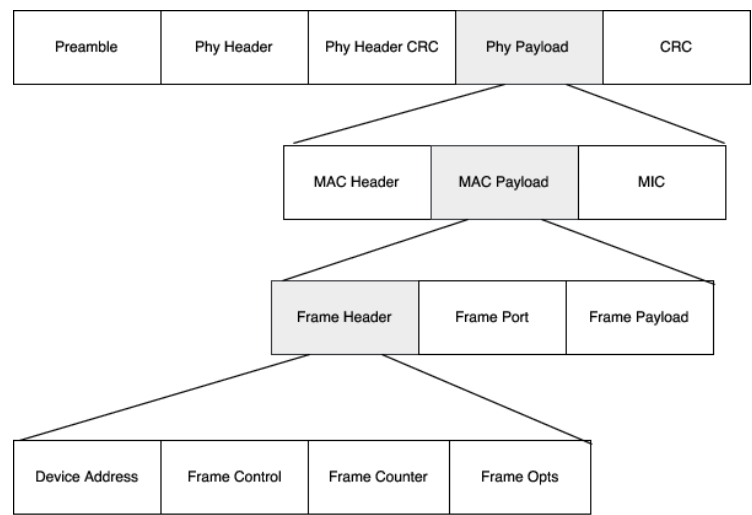 Preamble
Phy Header
Phy Header CRC
Phy Payload
CRC
MAC Header
MAC Payload
MIC
Frame Header
Frame Port
Frame Payload
Device Address
Frame Control
Frame Counter
Frame Opts